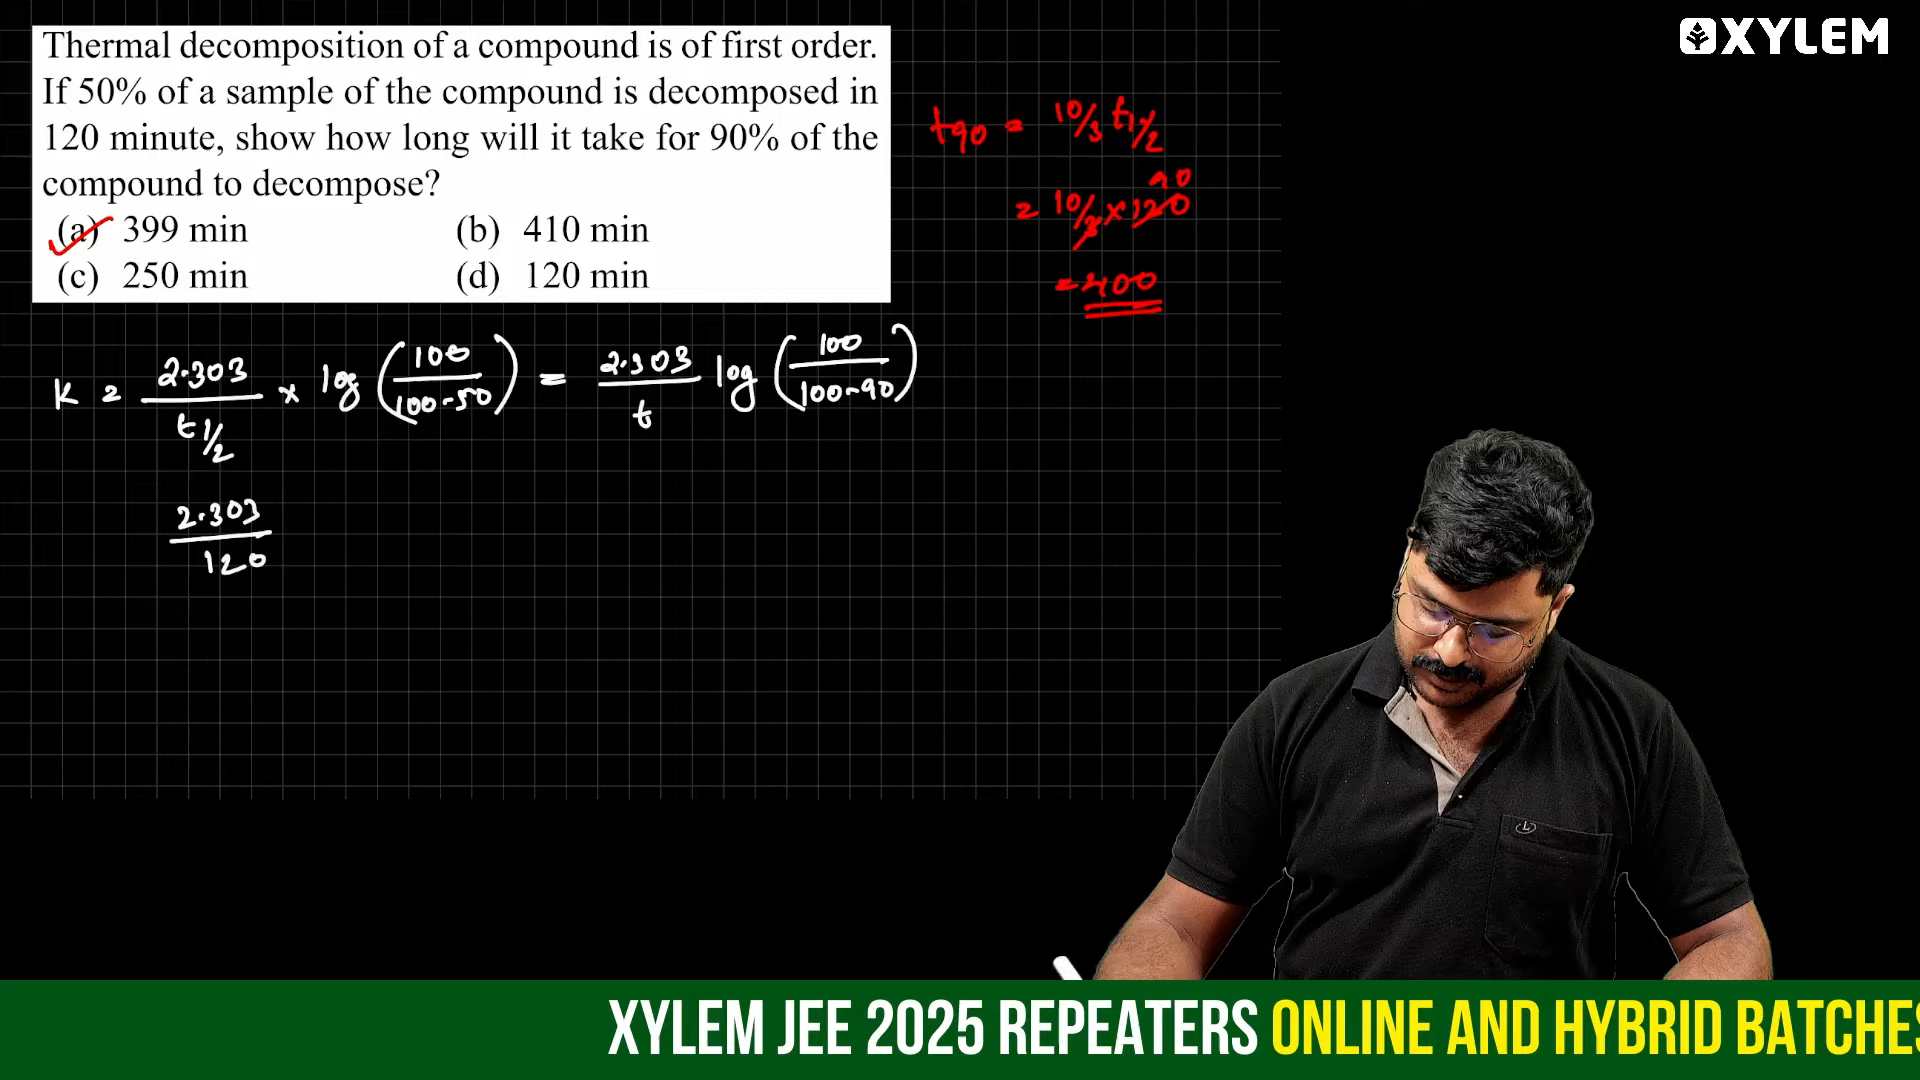 XYLEM
Thermal decomposition of a compound is of first order.
If 50% of a sample of the compound is decomposed in
120 minute, show how long will it take for 90% of the
compound to decompose?
(a) 399 min (b) 410 min
(c) 250 min (d) 120 min
t90 = 10/3 t1/2
= 10/3 × 120 40
= 400
K = 2.303/t1/2 × log (100/100-50) = 2.303/t log (100/100-90)
2.303/120
XYLEM JEE 2025 REPEATERS ONLINE AND HYBRID BATCHES